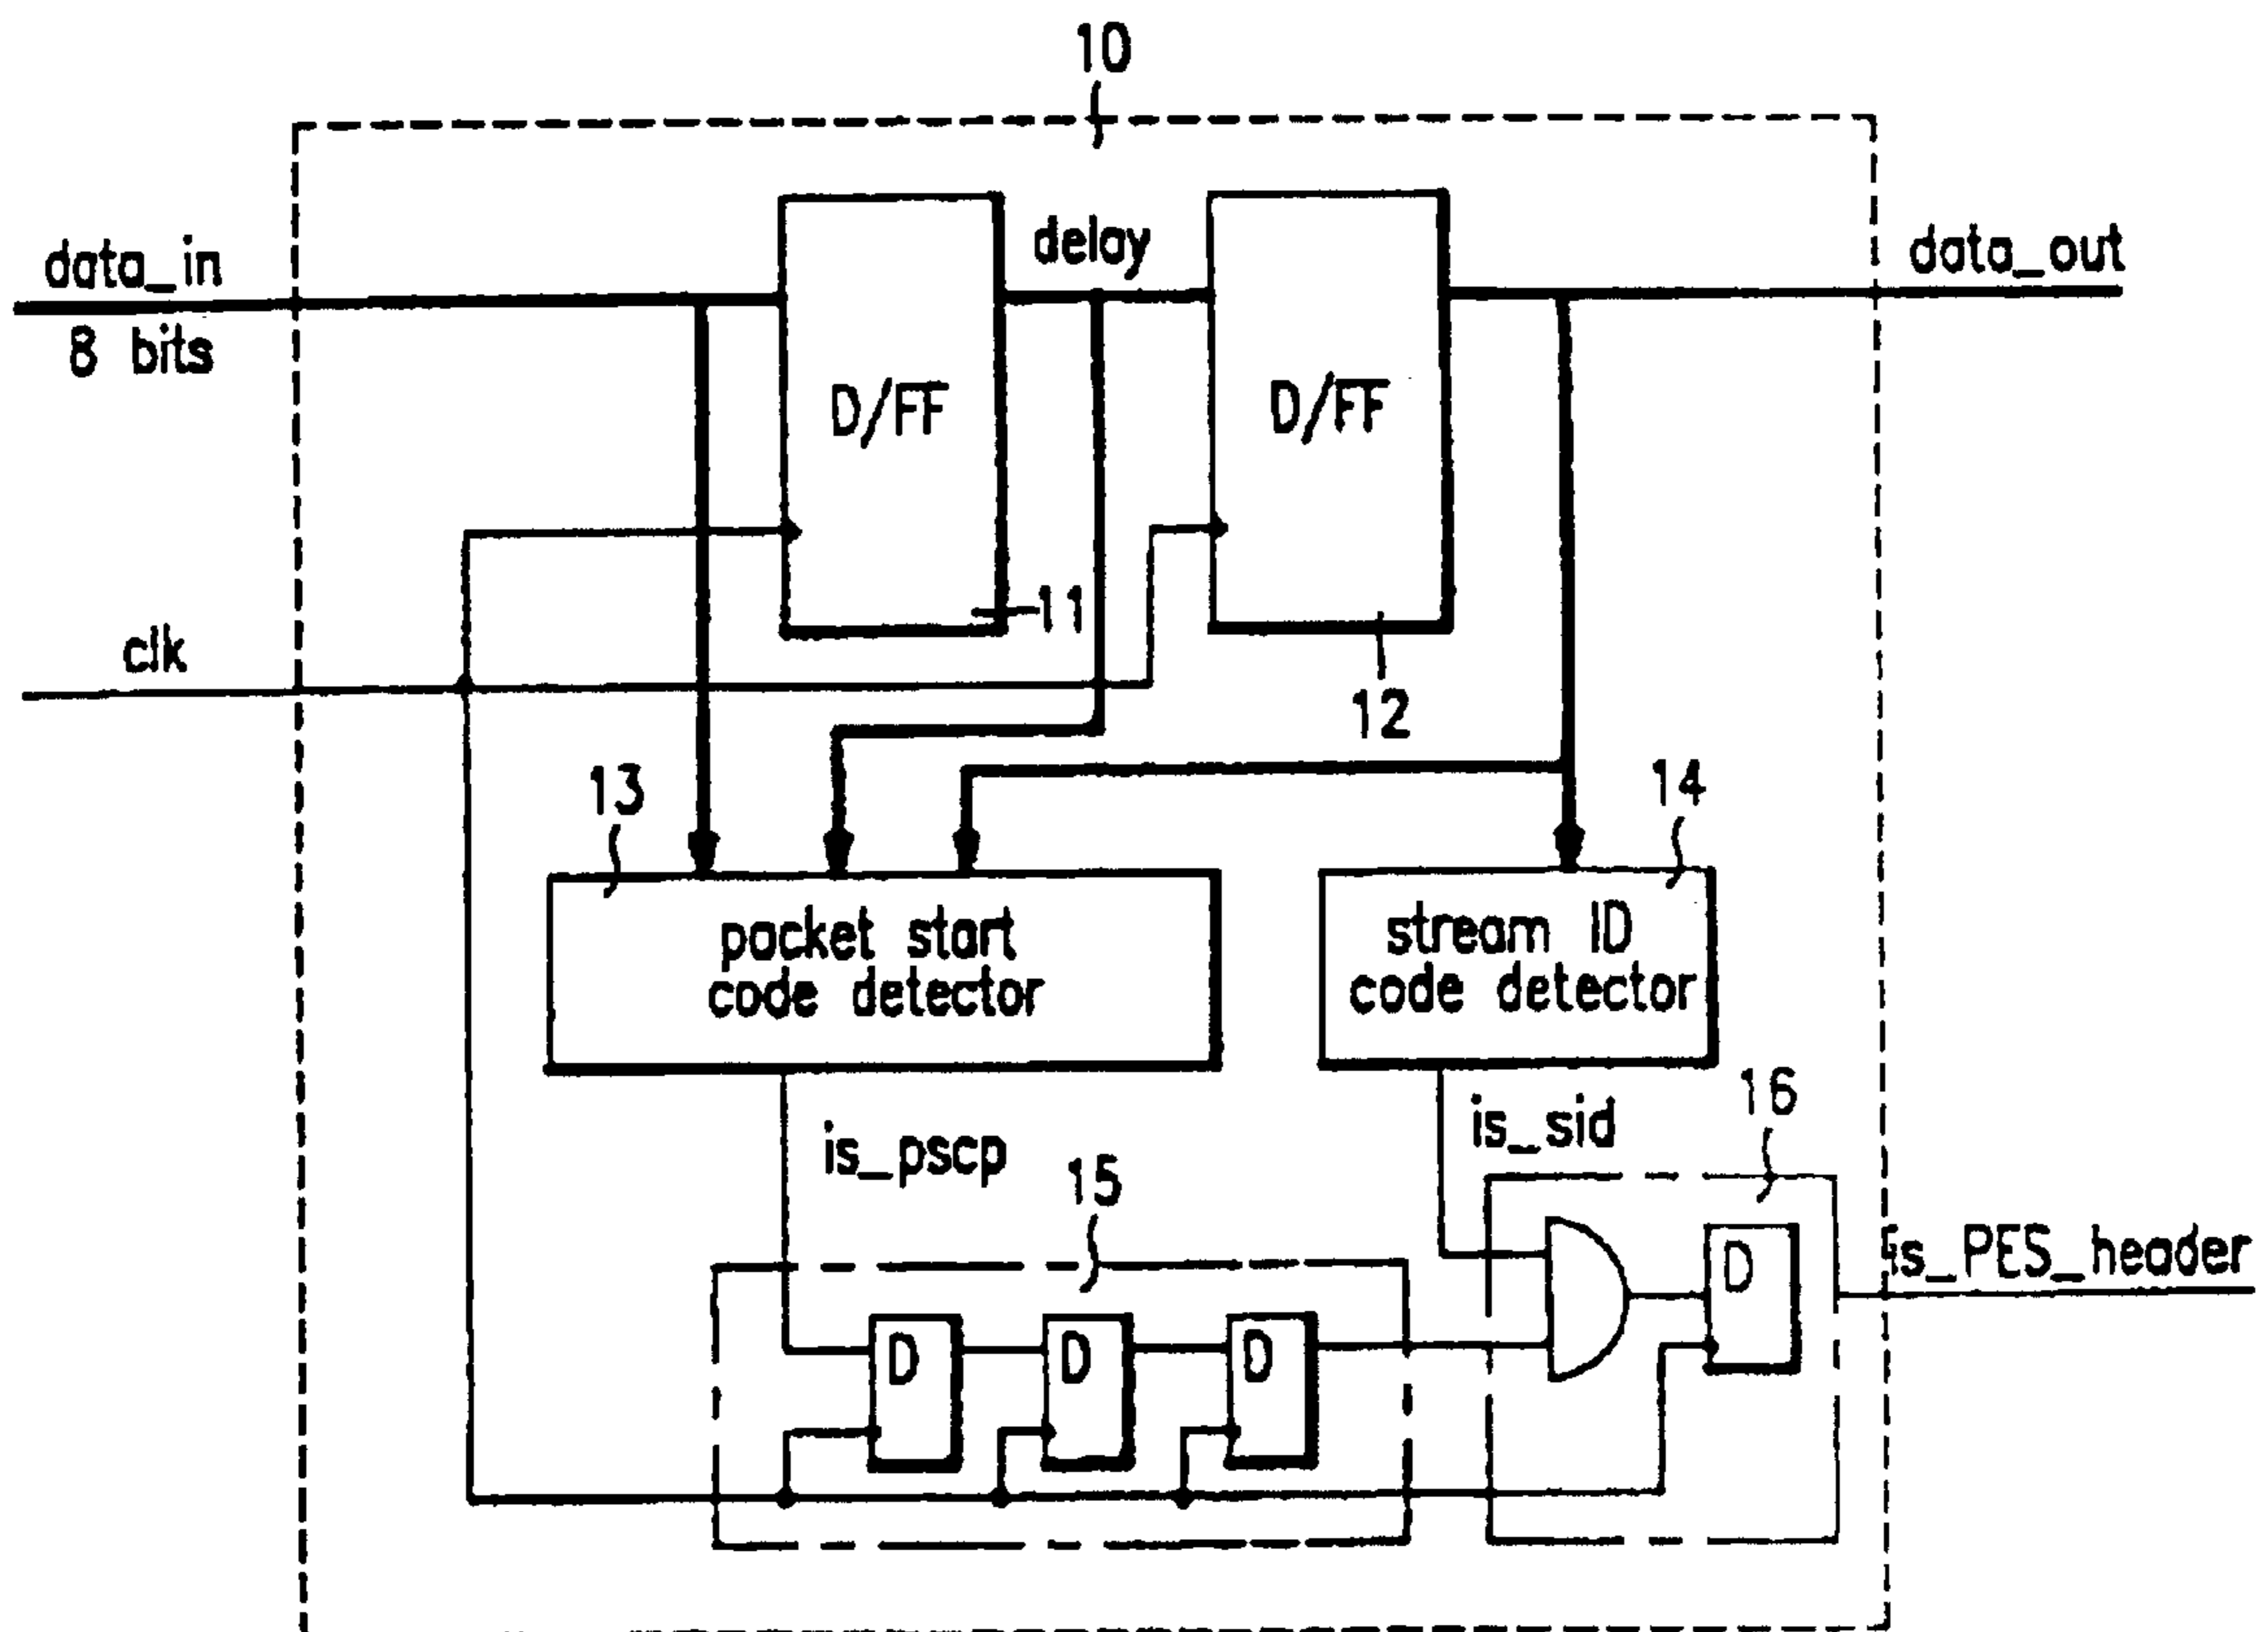 10
data_in
8 bits
delay
data_out
D/FF
D/FF
11
clk
12
13
14
packet start
code detector
stream ID
code detector
is_pscp
is_sid
15
16
is_PES_header
D
D
D
D